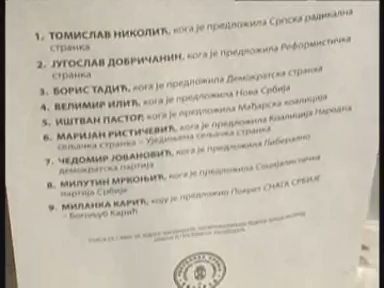 1. ТОМИСЛАВ НИКОЛИЋ, кога је предложила Српска радикална
странка
2. ЈУГОСЛАВ ДОБРИЧАНИН, кога је предложила Реформистичка
странка
3. БОРИС ТАДИЋ, кога је предложила Демократска странка
4. ВЕЛИМИР ИЛИЋ, кога је предложила Нова Србија
5. ИШТВАН ПАСТОР, кога је предложила Мађарска коалиција
6. МАРИЈАН РИСТИЧЕВИЋ, кога је предложила Коалиција Народна
сељачка странка – Уједињена сељачка странка
7. ЧЕДОМИР ЈОВАНОВИЋ, кога је предложила Либерално
демократска партија
8. МИЛУТИН МРКОЊИЋ, кога је предложила Социјалистичка
партија Србије
9. МИЛАНКА КАРИЋ, коју је предложио Покрет СНАГА СРБИЈЕ
– Богољуб Карић